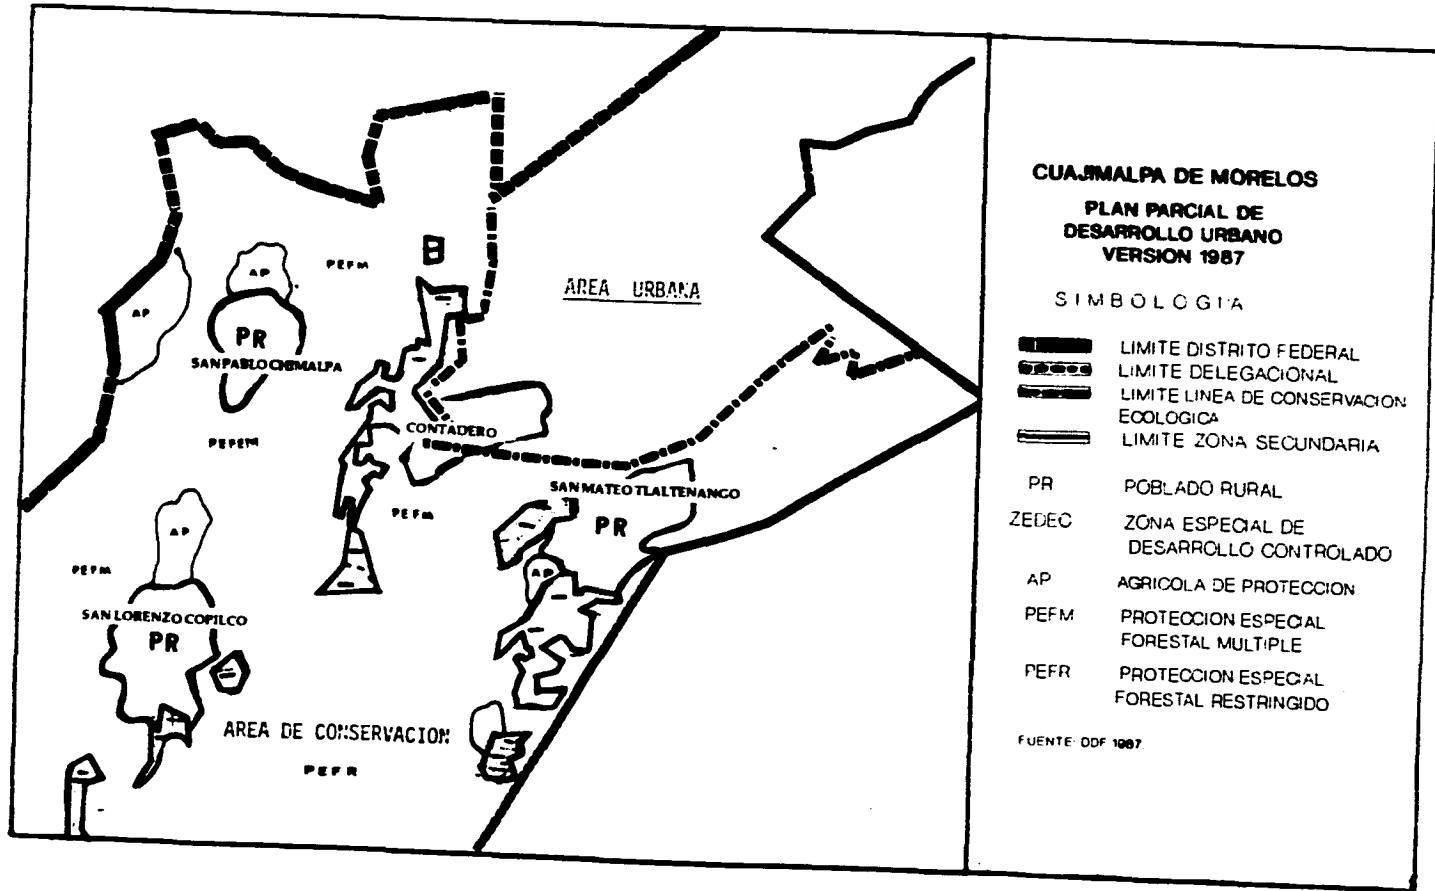 PEFM
AP
AP
PR
SAN PABLO CHIMALPA
AREA URBANA
PEFEM
CONTADERO
SAN MATEO TLALTENANGO
PR
PEFM
AP
AP
PEFM
SAN LORENZO COPILCO
PR
AREA DE CONSERVACION
PEFR
CUAJIMALPA DE MORELOS
PLAN PARCIAL DE
DESARROLLO URBANO
VERSION 1987
SIMBOLOGIA
LIMITE DISTRITO FEDERAL
LIMITE DELEGACIONAL
LIMITE LINEA DE CONSERVACION
ECOLOGICA
LIMITE ZONA SECUNDARIA
PR POBLADO RURAL
ZEDEC ZONA ESPECIAL DE
DESARROLLO CONTROLADO
AP AGRICOLA DE PROTECCION
PEFM PROTECCION ESPECIAL
FORESTAL MULTIPLE
PEFR PROTECCION ESPECIAL
FORESTAL RESTRINGIDO
FUENTE: DDF 1987